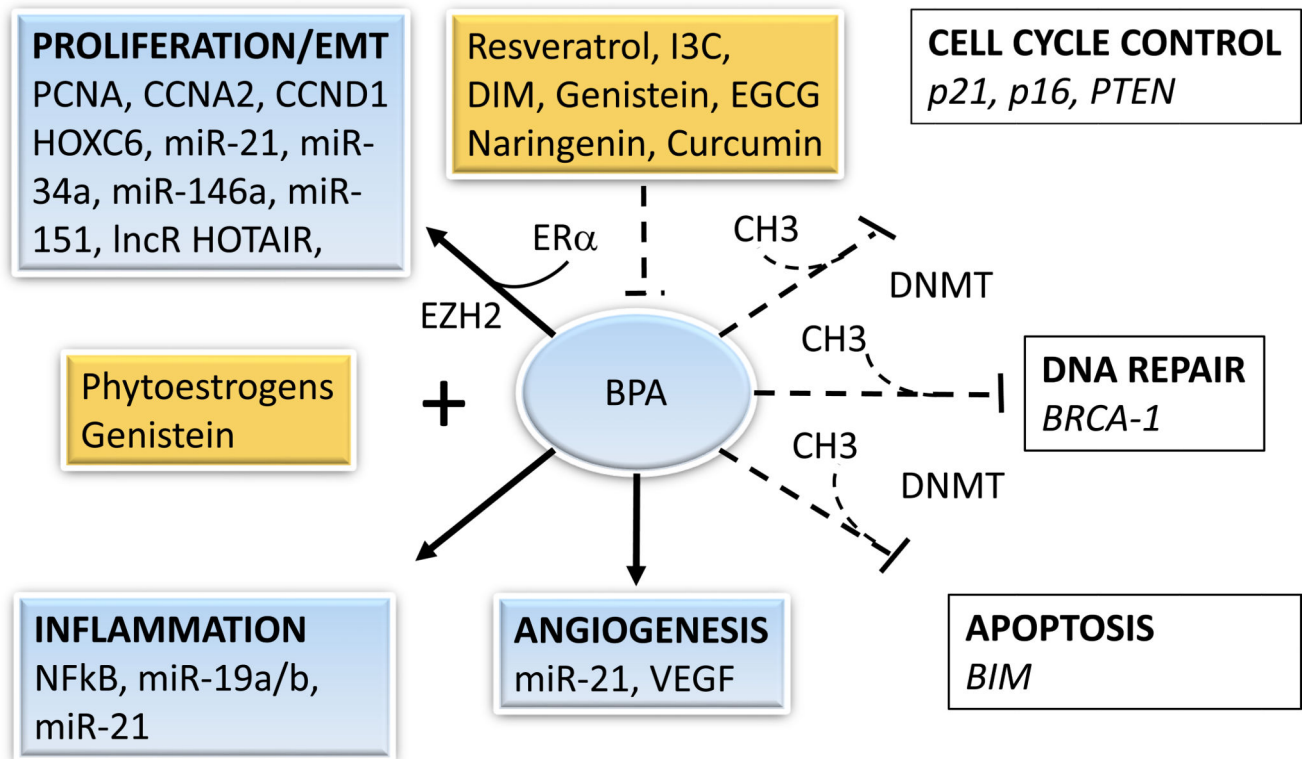 PROLIFERATION/EMT
PCNA, CCNA2, CCND1
HOXC6, miR-21, miR-
34a, miR-146a, miR-
151, lncR HOTAIR,
Resveratrol, I3C,
DIM, Genistein, EGCG
Naringenin, Curcumin
CELL CYCLE CONTROL
p21, p16, PTEN
ERα
EZH2
CH3
DNMT
Phytoestrogens
Genistein
+
BPA
CH3
DNA REPAIR
BRCA-1
CH3
DNMT
INFLAMMATION
NFkB, miR-19a/b,
miR-21
ANGIOGENESIS
miR-21, VEGF
APOPTOSIS
BIM